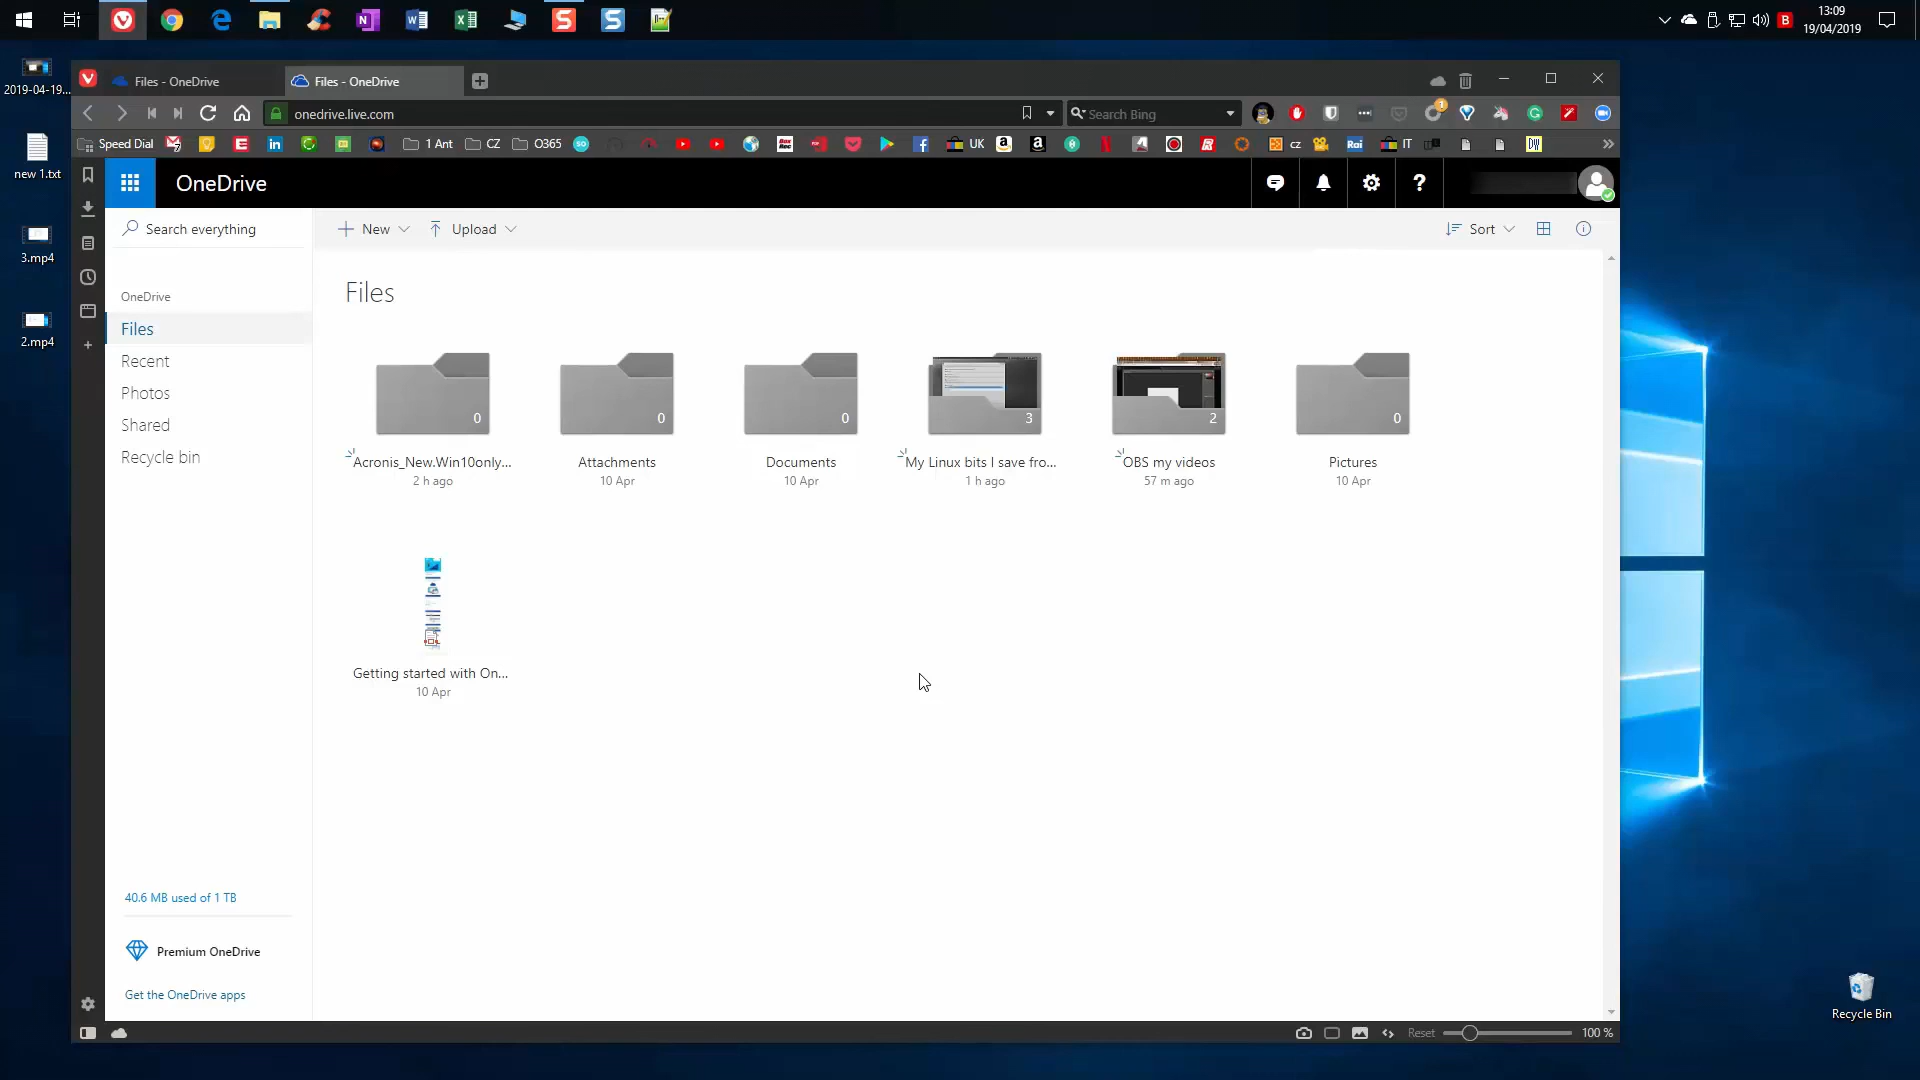 13:09
19/04/2019
2019-04-19...
new 1.txt
3.mp4
2.mp4
Recycle Bin
Files - OneDrive
Files - OneDrive
onedrive.live.com
Search Bing
Speed Dial
1 Ant
CZ
O365
UK
cz
IT
OneDrive
Search everything
New
Upload
Sort
OneDrive
Files
Recent
Photos
Shared
Recycle bin
40.6 MB used of 1 TB
Premium OneDrive
Get the OneDrive apps
Files
0
0
0
3
2
0
Acronis_New.Win10only...
Attachments
Documents
My Linux bits I save fro...
OBS my videos
Pictures
2 h ago
10 Apr
10 Apr
1 h ago
57 m ago
10 Apr
Getting started with On...
10 Apr
Reset
100 %